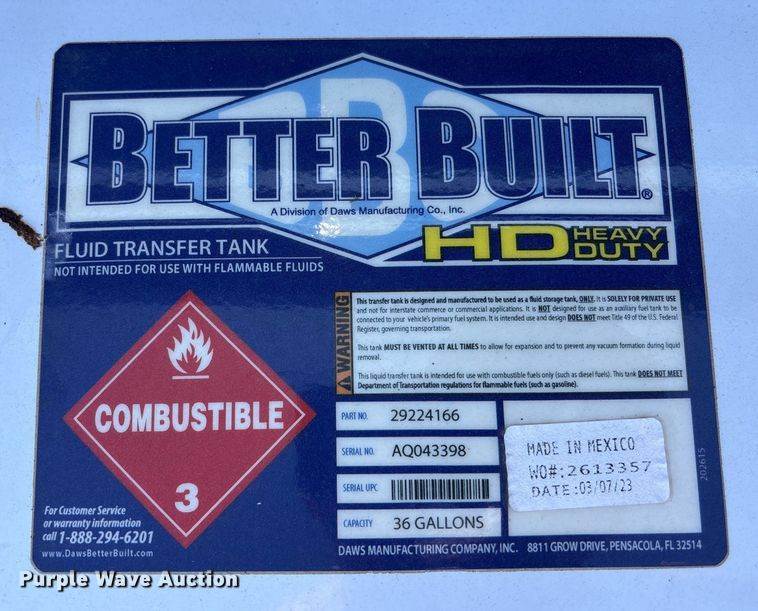 BETTER BUILT®
A Division of Daws Manufacturing Co., Inc.
FLUID TRANSFER TANK
NOT INTENDED FOR USE WITH FLAMMABLE FLUIDS
HD HEAVY
DUTY
WARNING
This transfer tank is designed and manufactured to be used as a fluid storage tank, ONLY. It is SOLELY FOR PRIVATE USE
and not for interstate commerce or commercial applications. It is NOT designed for use as an auxiliary fuel tank to be
connected to your vehicle's primary fuel system. It is intended use and design DOES NOT meet Title 49 of the U.S. Federal
Register, governing transportation.
This tank MUST BE VENTED AT ALL TIMES to allow for expansion and to prevent any vacuum formation during liquid
removal.
This liquid transfer tank is intended for use with combustible fuels only (such as diesel fuels). This tank DOES NOT MEET
Department of Transportation regulations for flammable fuels (such as gasoline).
COMBUSTIBLE
3
PART NO. 29224166
SERIAL NO. AQ043398
SERIAL UPC
CAPACITY 36 GALLONS
MADE IN MEXICO
WO#:2613357
DATE:03/07/23
202615
For Customer Service
or warranty information
call 1-888-294-6201
www.DawsBetterBuilt.com
DAWS MANUFACTURING COMPANY, INC. 8811 GROW DRIVE, PENSACOLA, FL 32514
Purple Wave Auction